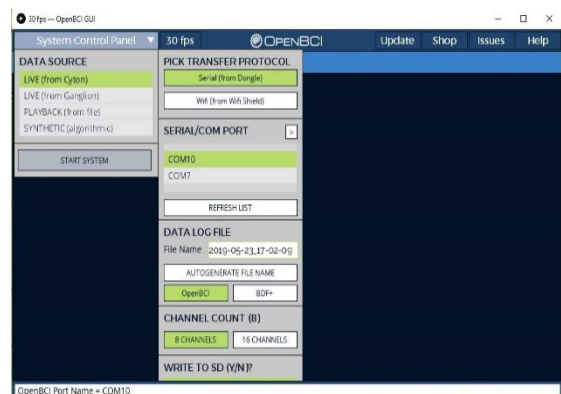 30 fps — OpenBCI GUI
System Control Panel
30 fps
OPENBCI
Update
Shop
Issues
Help
DATA SOURCE
LIVE (from Cyton)
LIVE (from Ganglion)
PLAYBACK (from file)
SYNTHETIC (algorithmic)
START SYSTEM
PICK TRANSFER PROTOCOL
Serial (from Dongle)
Wifi (from Wifi Shield)
SERIAL/COM PORT
>
COM10
COM7
REFRESH LIST
DATA LOG FILE
File Name 2019-05-23_17-02-09
AUTOGENERATE FILE NAME
OpenBCI
BDF+
CHANNEL COUNT (8)
8 CHANNELS
16 CHANNELS
WRITE TO SD (Y/N)?
OpenBCI Port Name = COM10